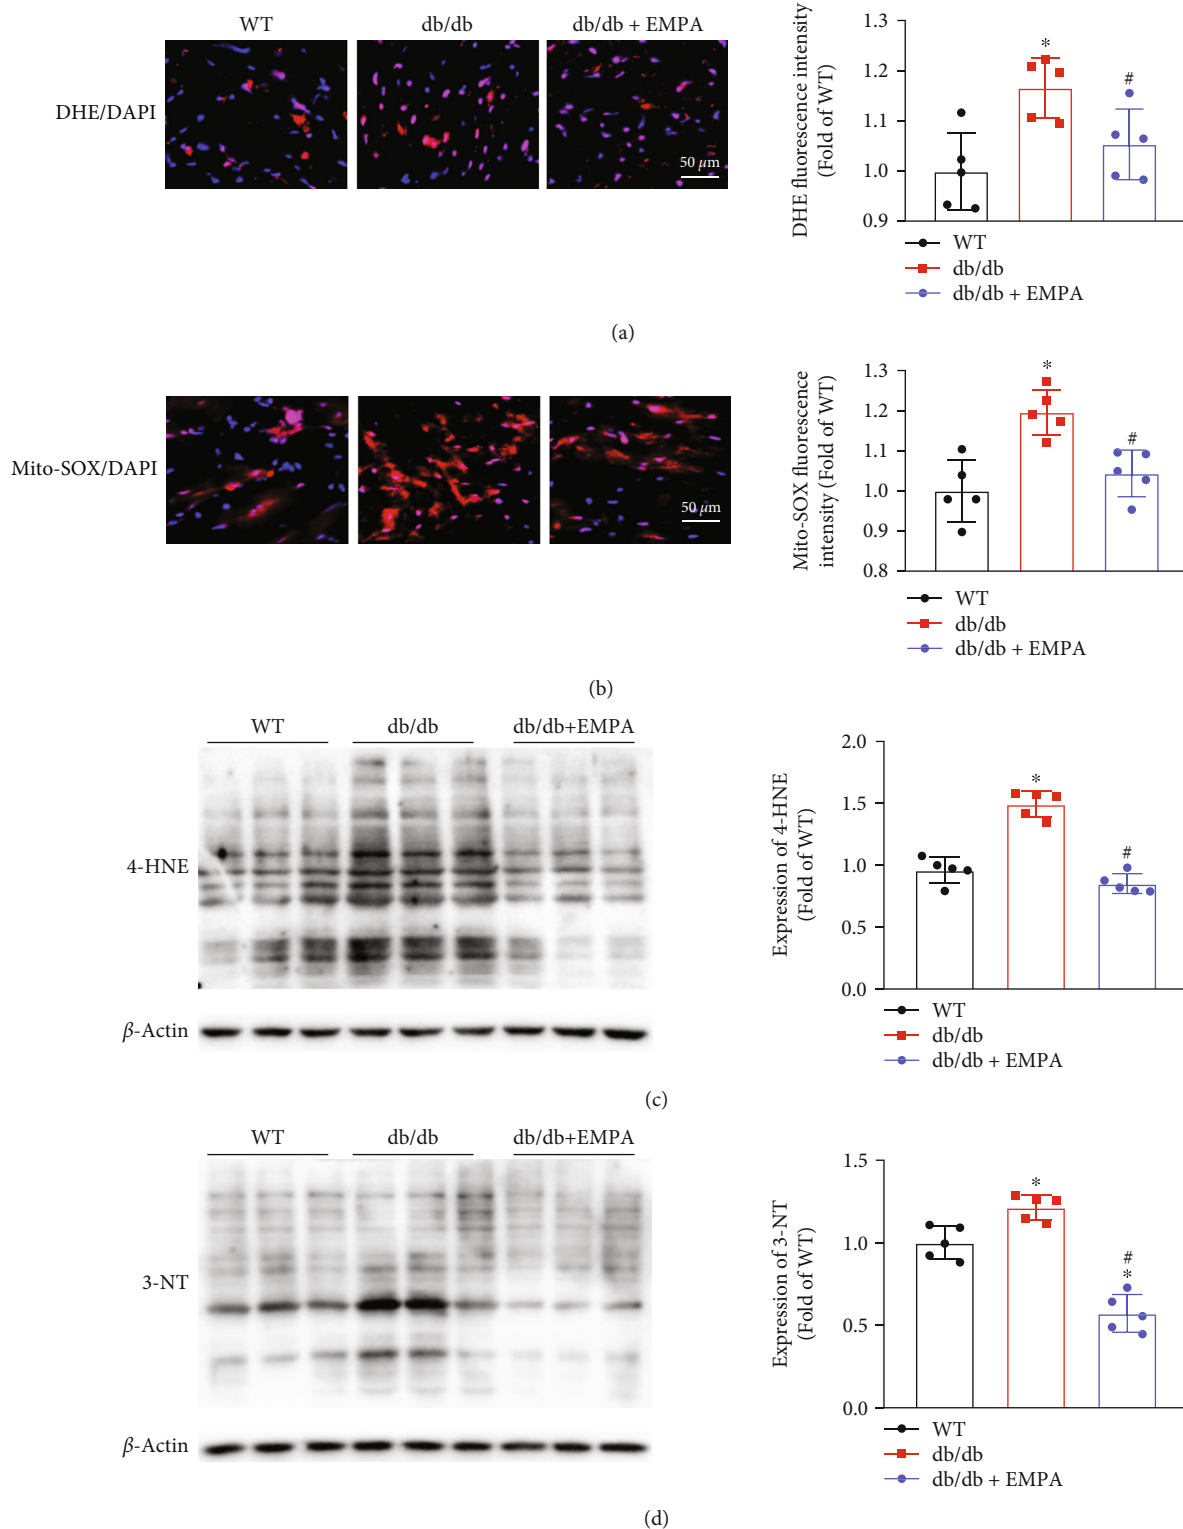 WT
db/db
db/db + EMPA
DHE/DAPI
50 μm
DHE fluorescence intensity
(Fold of WT)
1.3
1.2
1.1
1.0
0.9
*
#
WT
db/db
db/db + EMPA
(a)
Mito-SOX/DAPI
50 μm
Mito-SOX fluorescence
intensity (Fold of WT)
1.3
1.2
1.1
1.0
0.9
0.8
*
#
WT
db/db
db/db + EMPA
(b)
WT
db/db
db/db+EMPA
4-HNE
β-Actin
Expression of 4-HNE
(Fold of WT)
2.0
1.5
1.0
0.5
0.0
*
#
WT
db/db
db/db + EMPA
(c)
WT
db/db
db/db+EMPA
3-NT
β-Actin
Expression of 3-NT
(Fold of WT)
1.5
1.0
0.5
0.0
*
#
*
WT
db/db
db/db + EMPA
(d)